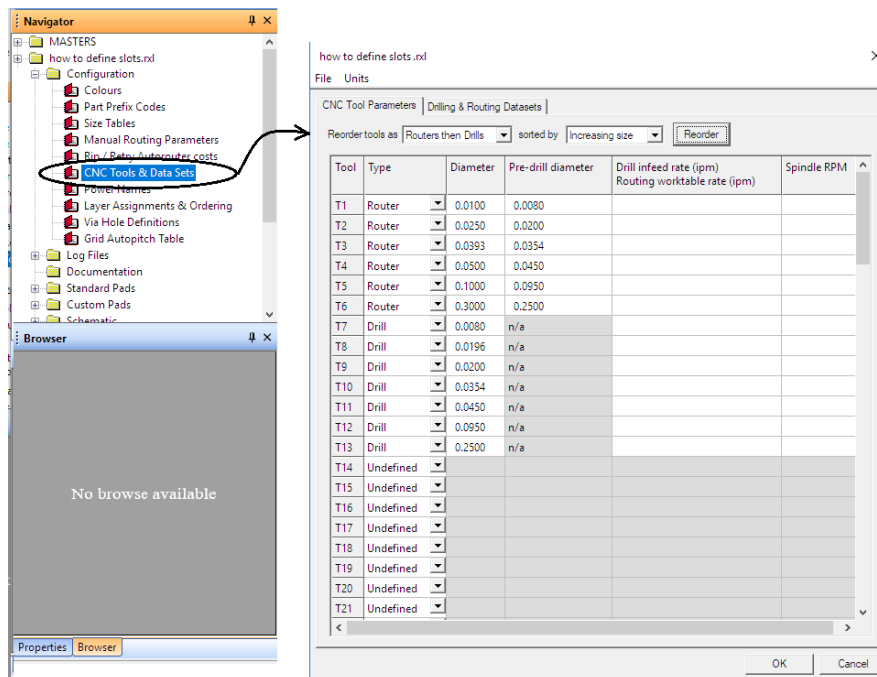 Navigator
MASTERS
how to define slots.rxl
Configuration
Colours
Part Prefix Codes
Size Tables
Manual Routing Parameters
Rip / Retry Autorouter costs
CNC Tools & Data Sets
Power Names
Layer Assignments & Ordering
Via Hole Definitions
Grid Autopitch Table
Log Files
Documentation
Standard Pads
Custom Pads
Schematic
Browser
No browse available
Properties Browser
how to define slots .rxl
File Units
CNC Tool Parameters Drilling & Routing Datasets
Reorder tools as Routers then Drills sorted by Increasing size Reorder
Tool Type Diameter Pre-drill diameter Drill infeed rate (ipm) Spindle RPM
Routing worktable rate (ipm)
T1 Router 0.0100 0.0080
T2 Router 0.0250 0.0200
T3 Router 0.0393 0.0354
T4 Router 0.0500 0.0450
T5 Router 0.1000 0.0950
T6 Router 0.3000 0.2500
T7 Drill 0.0080 n/a
T8 Drill 0.0196 n/a
T9 Drill 0.0200 n/a
T10 Drill 0.0354 n/a
T11 Drill 0.0450 n/a
T12 Drill 0.0950 n/a
T13 Drill 0.2500 n/a
T14 Undefined
T15 Undefined
T16 Undefined
T17 Undefined
T18 Undefined
T19 Undefined
T20 Undefined
T21 Undefined
OK Cancel